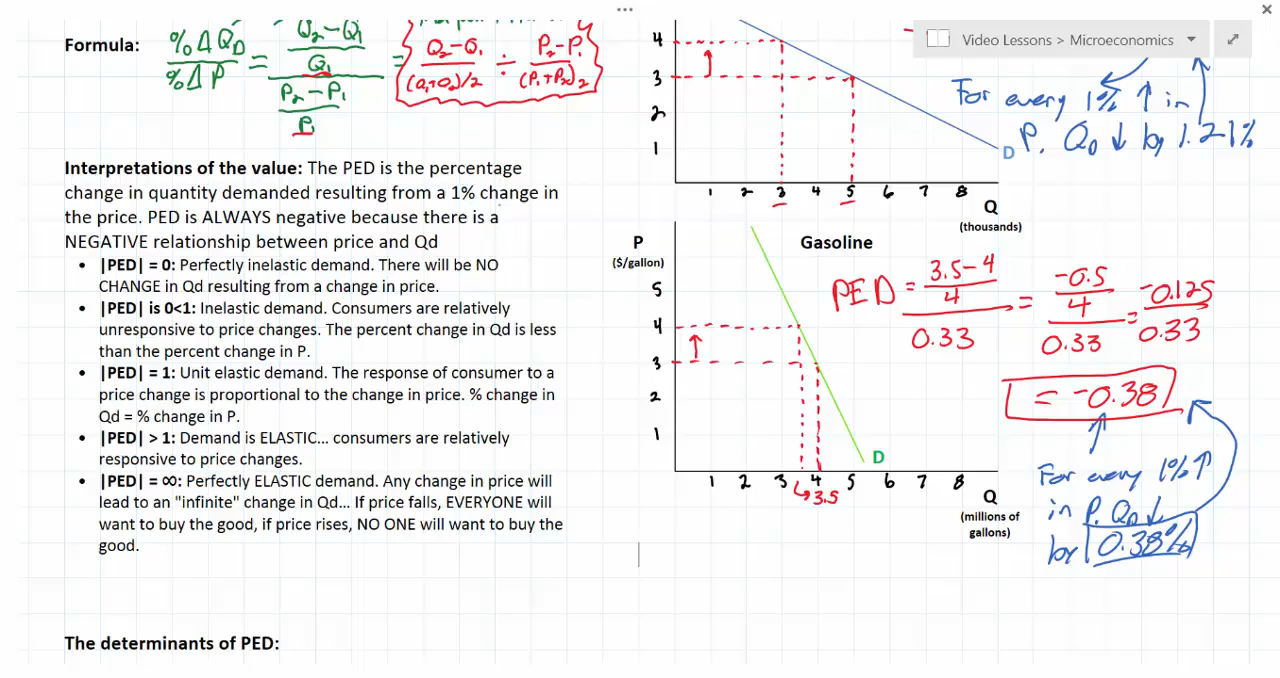 Video Lessons > Microeconomics
Formula:
%ΔQD / %ΔP = (Q2-Q1 / Q1) / (P2-P1 / P1) = Q2-Q1 / (Q1+Q2)/2 ÷ P2-P1 / (P1+P2)/2
Interpretations of the value: The PED is the percentage
change in quantity demanded resulting from a 1% change in
the price. PED is ALWAYS negative because there is a
NEGATIVE relationship between price and Qd
• |PED| = 0: Perfectly inelastic demand. There will be NO
CHANGE in Qd resulting from a change in price.
• |PED| is 0<1: Inelastic demand. Consumers are relatively
unresponsive to price changes. The percent change in Qd is less
than the percent change in P.
• |PED| = 1: Unit elastic demand. The response of consumer to a
price change is proportional to the change in price. % change in
Qd = % change in P.
• |PED| > 1: Demand is ELASTIC... consumers are relatively
responsive to price changes.
• |PED| = ∞: Perfectly ELASTIC demand. Any change in price will
lead to an "infinite" change in Qd... If price falls, EVERYONE will
want to buy the good, if price rises, NO ONE will want to buy the
good.
The determinants of PED:
4
3
2
1
1 2 3 4 5 6 7 8
D
Q
(thousands)
For every 1% ↑ in
P. QD ↓ by 1.21%
P
($/gallon)
Gasoline
5
4
3
2
1
1 2 3 4 5 6 7 8
3.5
D
Q
(millions of
gallons)
PED = (3.5-4 / 4) / 0.33 = (-0.5 / 4) / 0.33 = -0.125 / 0.33
= -0.38
For every 1% ↑
in P. QD ↓
by 0.38%